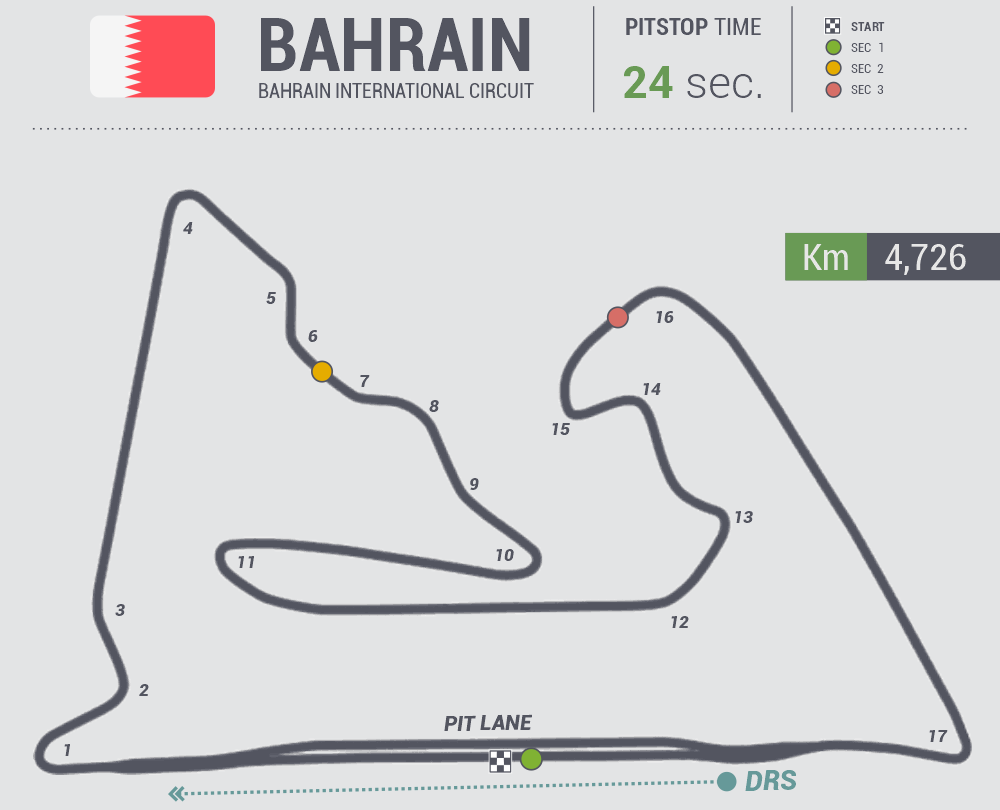 BAHRAIN
BAHRAIN INTERNATIONAL CIRCUIT
PITSTOP TIME
24 sec.
START
SEC 1
SEC 2
SEC 3
Km 4,726
4
5
6
16
7
14
8
15
9
13
10
11
3
12
2
PIT LANE
17
1
DRS